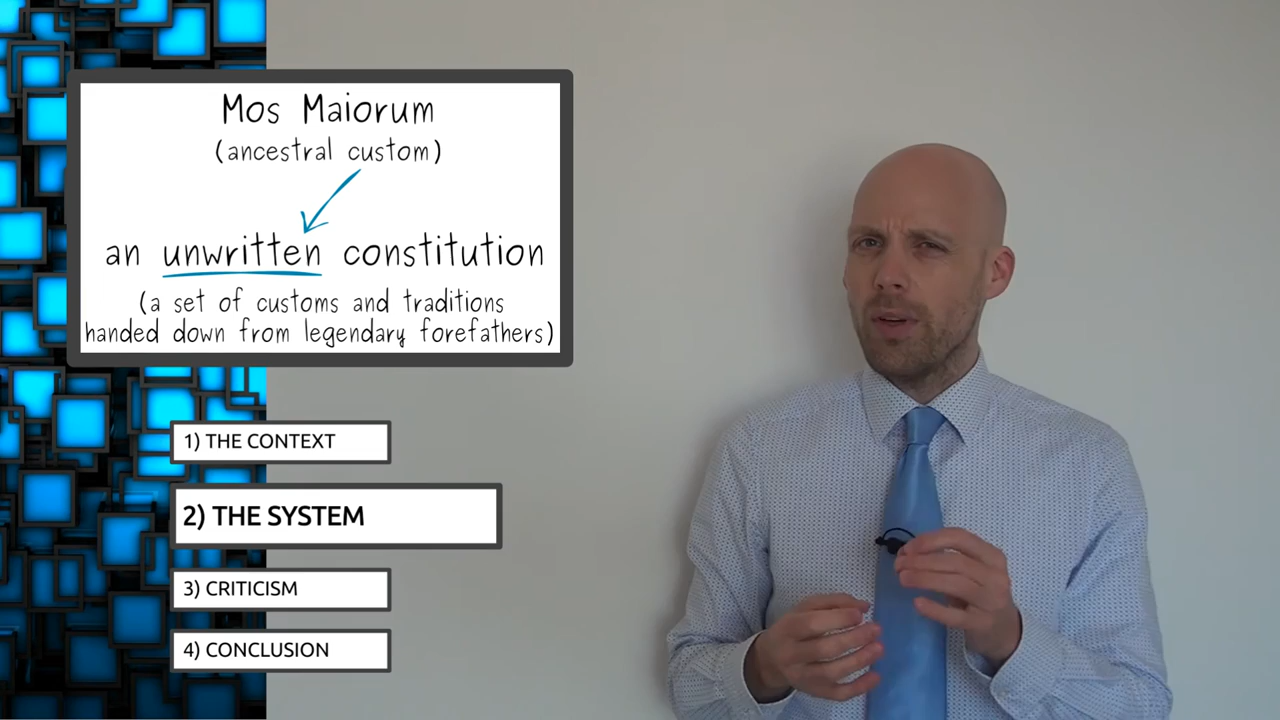 Mos Maiorum
(ancestral custom)
an unwritten constitution
(a set of customs and traditions
handed down from legendary forefathers)
1) THE CONTEXT
2) THE SYSTEM
3) CRITICISM
4) CONCLUSION